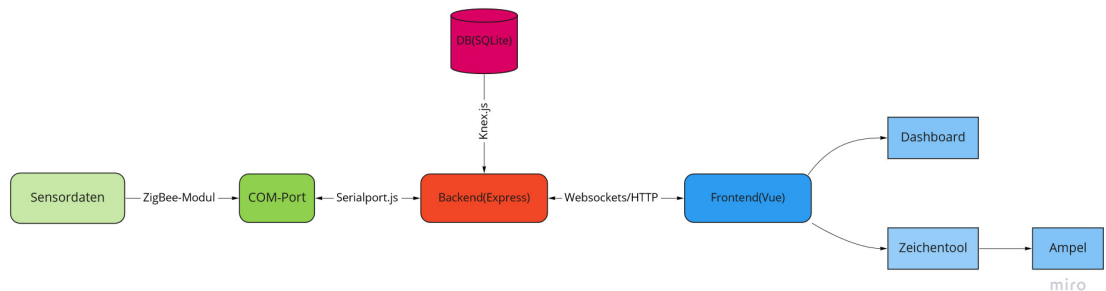 DB(SQLite)
Knex.js
Dashboard
Sensordaten
ZigBee-Modul
COM-Port
Serialport.js
Backend(Express)
Websockets/HTTP
Frontend(Vue)
Zeichentool
Ampel
miro